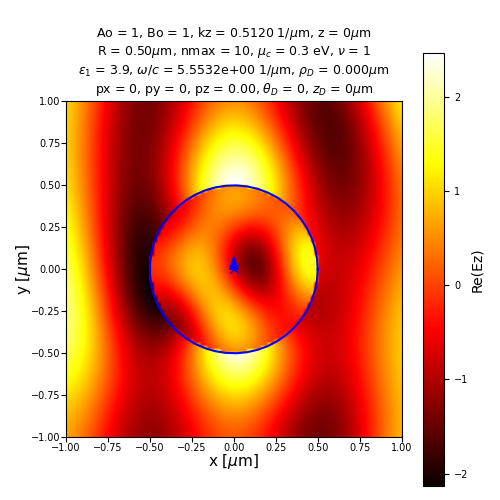 Ao = 1, Bo = 1, kz = 0.5120 1/μm, z = 0μm
R = 0.50μm, nmax = 10, μc = 0.3 eV, ν = 1
ε1 = 3.9, ω/c = 5.5532e+00 1/μm, ρD = 0.000μm
px = 0, py = 0, pz = 0.00, θD = 0, zD = 0μm
1.00
0.75
0.50
0.25
0.00
−0.25
−0.50
−0.75
−1.00
y [μm]
−1.00 −0.75 −0.50 −0.25 0.00 0.25 0.50 0.75 1.00
x [μm]
2
1
0
−1
−2
Re(Ez)